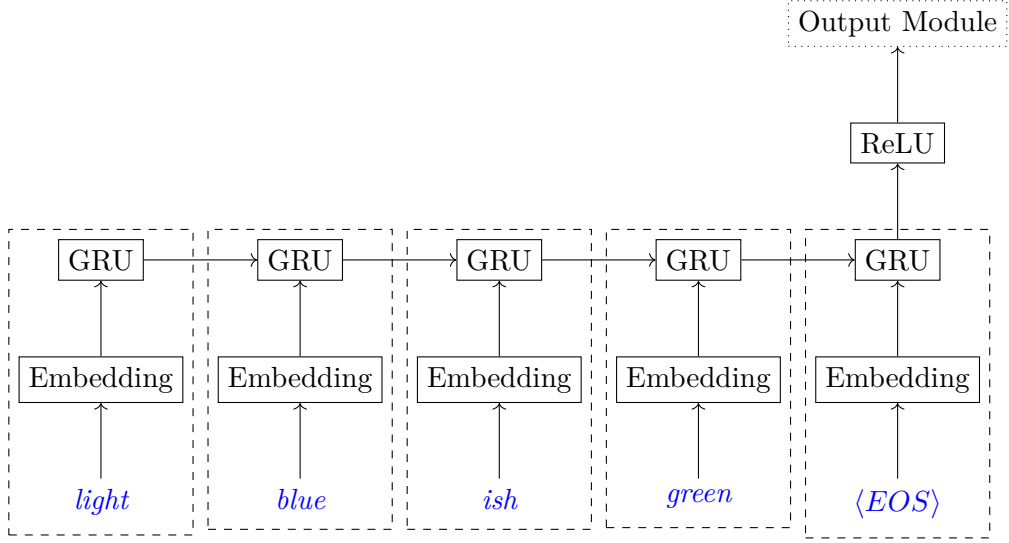 Output Module
ReLU
GRU GRU GRU GRU GRU
Embedding Embedding Embedding Embedding Embedding
light blue ish green ⟨EOS⟩